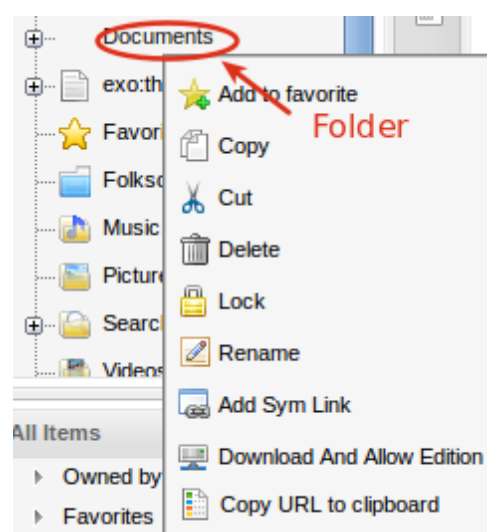 Documents
exo:th
Add to favorite
Folder
Favori
Copy
Folkso
Cut
Music
Delete
Picture
Lock
Searc
Rename
Videos
Add Sym Link
All Items
Download And Allow Edition
Owned by
Copy URL to clipboard
Favorites